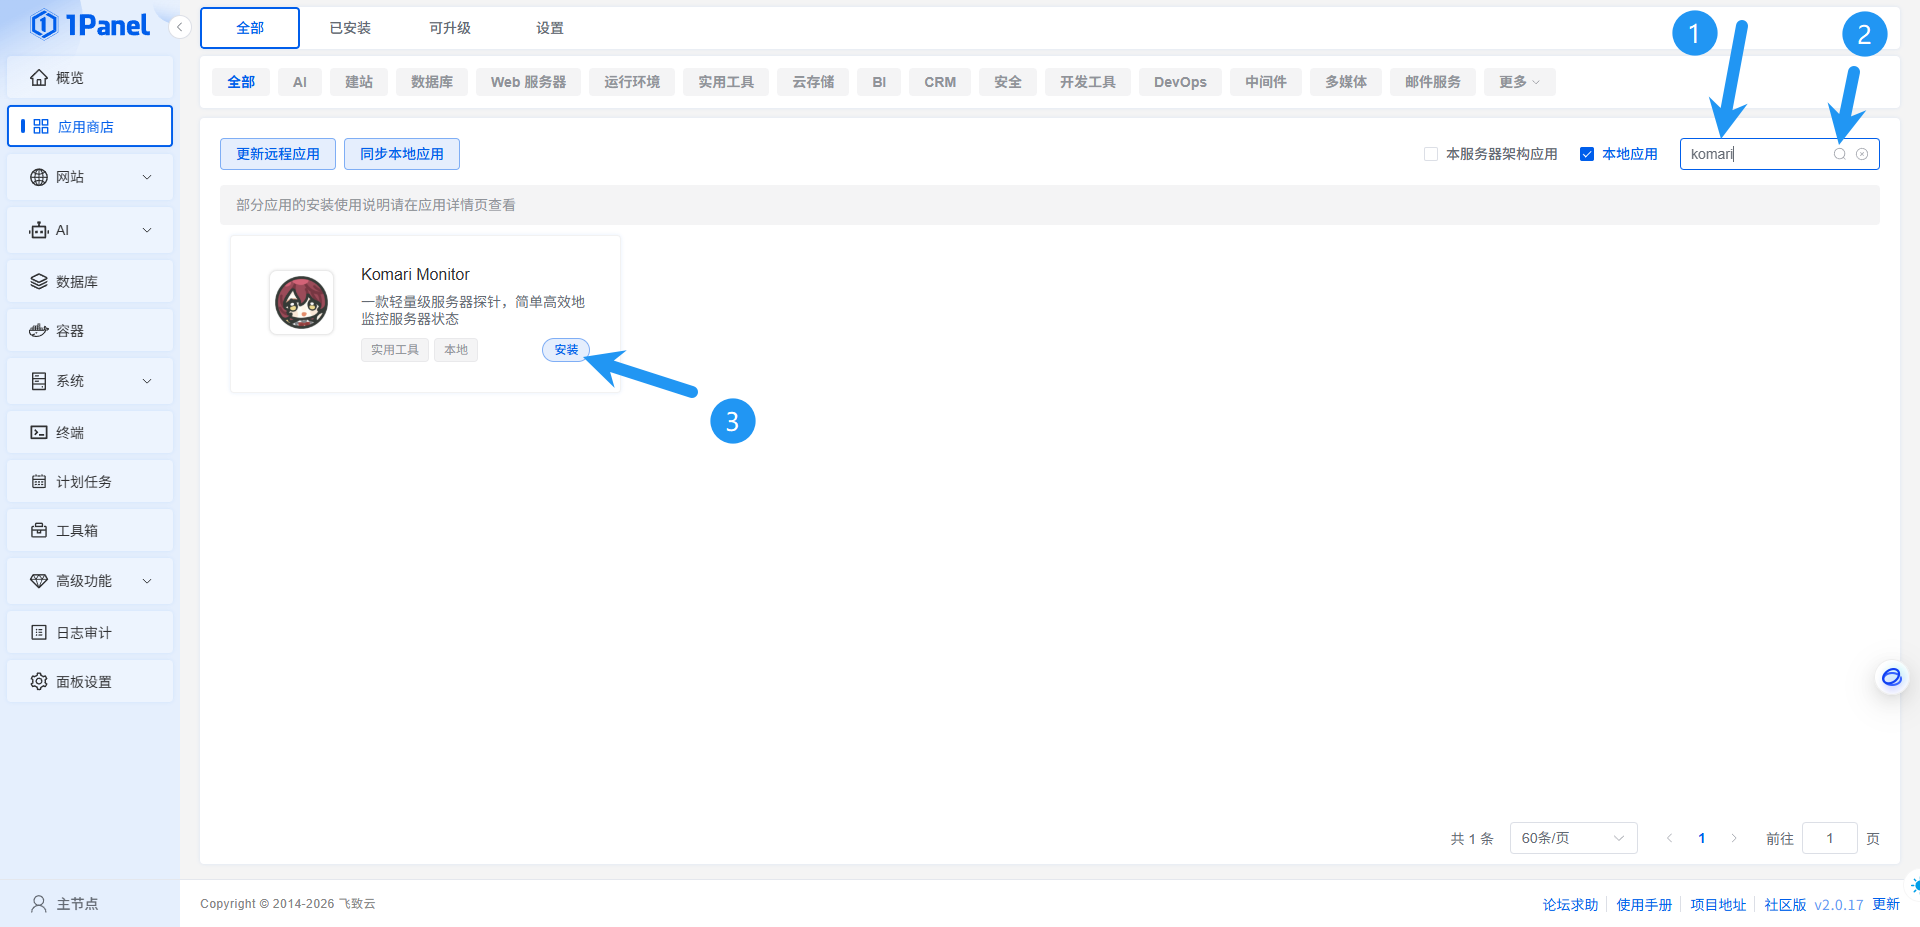 1Panel
全部 已安装 可升级 设置
1
2
概览
全部 AI 建站 数据库 Web 服务器 运行环境 实用工具 云存储 BI CRM 安全 开发工具 DevOps 中间件 多媒体 邮件服务 更多
应用商店
更新远程应用 同步本地应用 本服务器架构应用 本地应用 komari
网站
部分应用的安装使用说明请在应用详情页查看
AI
Komari Monitor
一款轻量级服务器探针，简单高效地
监控服务器状态
实用工具 本地 安装
3
数据库
容器
系统
终端
计划任务
工具箱
高级功能
日志审计
面板设置
共 1 条 60条/页 1 前往 1 页
主节点
Copyright © 2014-2026 飞致云
论坛求助 使用手册 项目地址 社区版 v2.0.17 更新